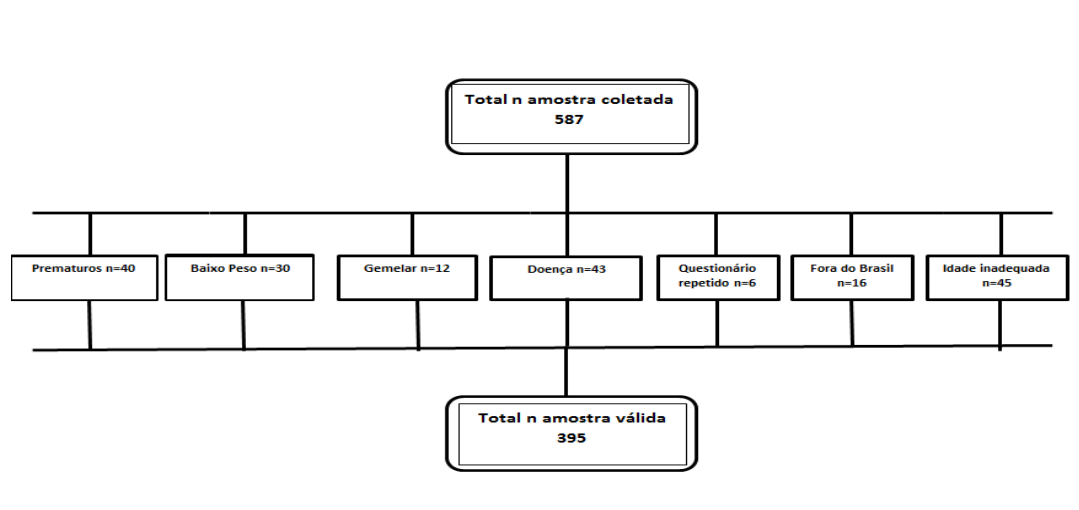 Total n amostra coletada
587
Prematuros n=40
Baixo Peso n=30
Gemelar n=12
Doença n=43
Questionário
repetido n=6
Fora do Brasil
n=16
Idade inadequada
n=45
Total n amostra válida
395